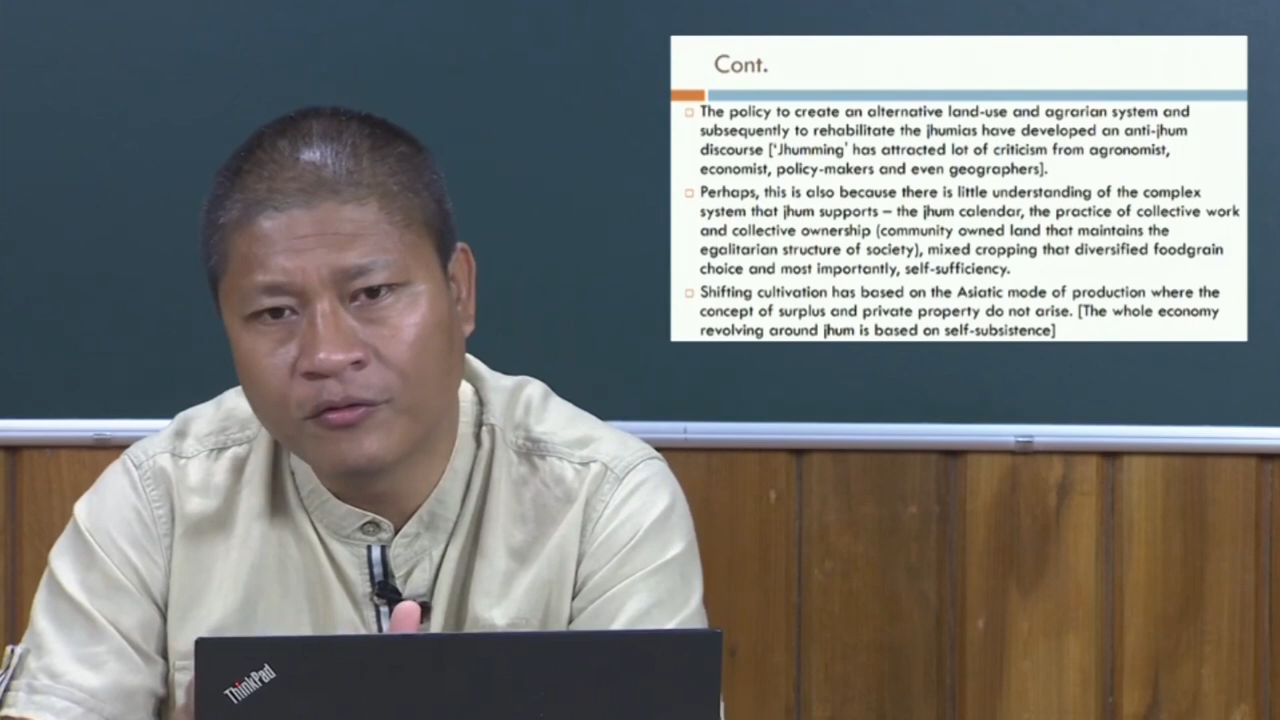 Cont.
The policy to create an alternative land-use and agrarian system and
subsequently to rehabilitate the jhumias have developed an anti-jhum
discourse ['Jhumming' has attracted lot of criticism from agronomist,
economist, policy-makers and even geographers].
Perhaps, this is also because there is little understanding of the complex
system that jhum supports – the jhum calendar, the practice of collective work
and collective ownership (community owned land that maintains the
egalitarian structure of society), mixed cropping that diversified foodgrain
choice and most importantly, self-sufficiency.
Shifting cultivation has based on the Asiatic mode of production where the
concept of surplus and private property do not arise. [The whole economy
revolving around jhum is based on self-subsistence]
ThinkPad